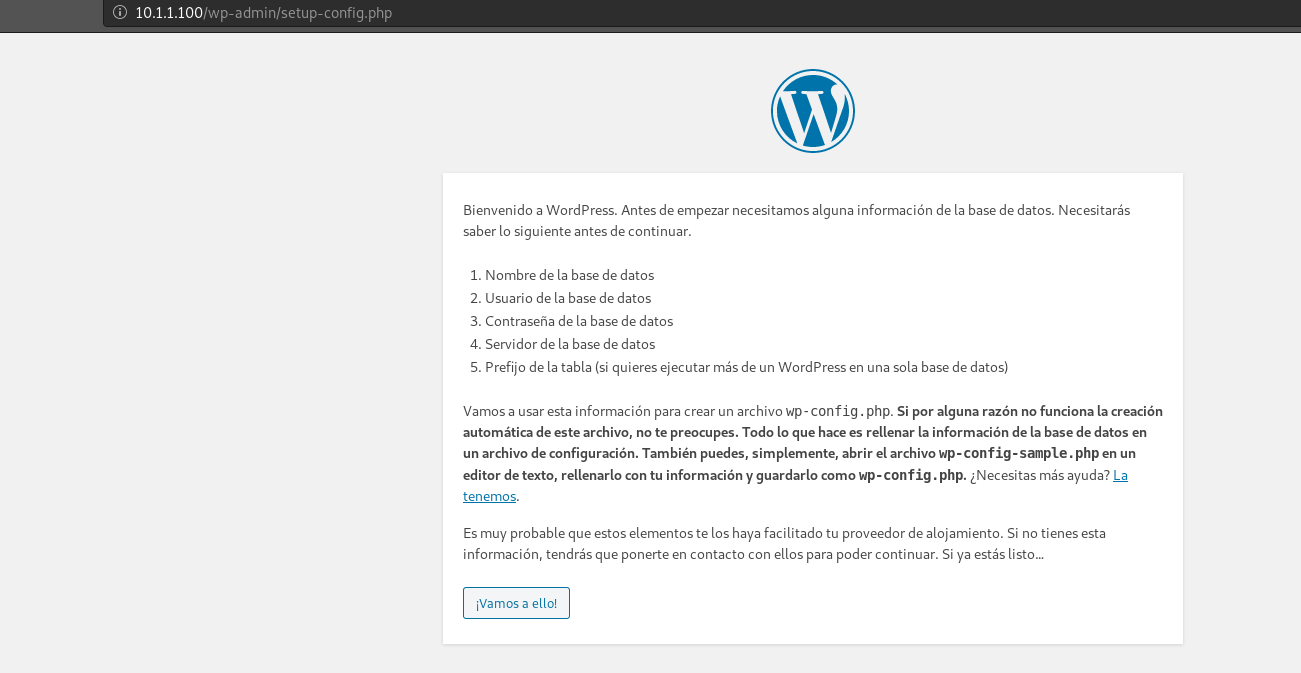 10.1.1.100/wp-admin/setup-config.php
Bienvenido a WordPress. Antes de empezar necesitamos alguna información de la base de datos. Necesitarás
saber lo siguiente antes de continuar.
1. Nombre de la base de datos
2. Usuario de la base de datos
3. Contraseña de la base de datos
4. Servidor de la base de datos
5. Prefijo de la tabla (si quieres ejecutar más de un WordPress en una sola base de datos)
Vamos a usar esta información para crear un archivo wp-config.php. Si por alguna razón no funciona la creación
automática de este archivo, no te preocupes. Todo lo que hace es rellenar la información de la base de datos en
un archivo de configuración. También puedes, simplemente, abrir el archivo wp-config-sample.php en un
editor de texto, rellenarlo con tu información y guardarlo como wp-config.php. ¿Necesitas más ayuda? La
tenemos.
Es muy probable que estos elementos te los haya facilitado tu proveedor de alojamiento. Si no tienes esta
información, tendrás que ponerte en contacto con ellos para poder continuar. Si ya estás listo…
¡Vamos a ello!